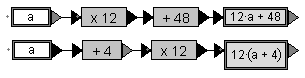 a x 12 + 48 12·a + 48
a + 4 x 12 12·(a + 4)